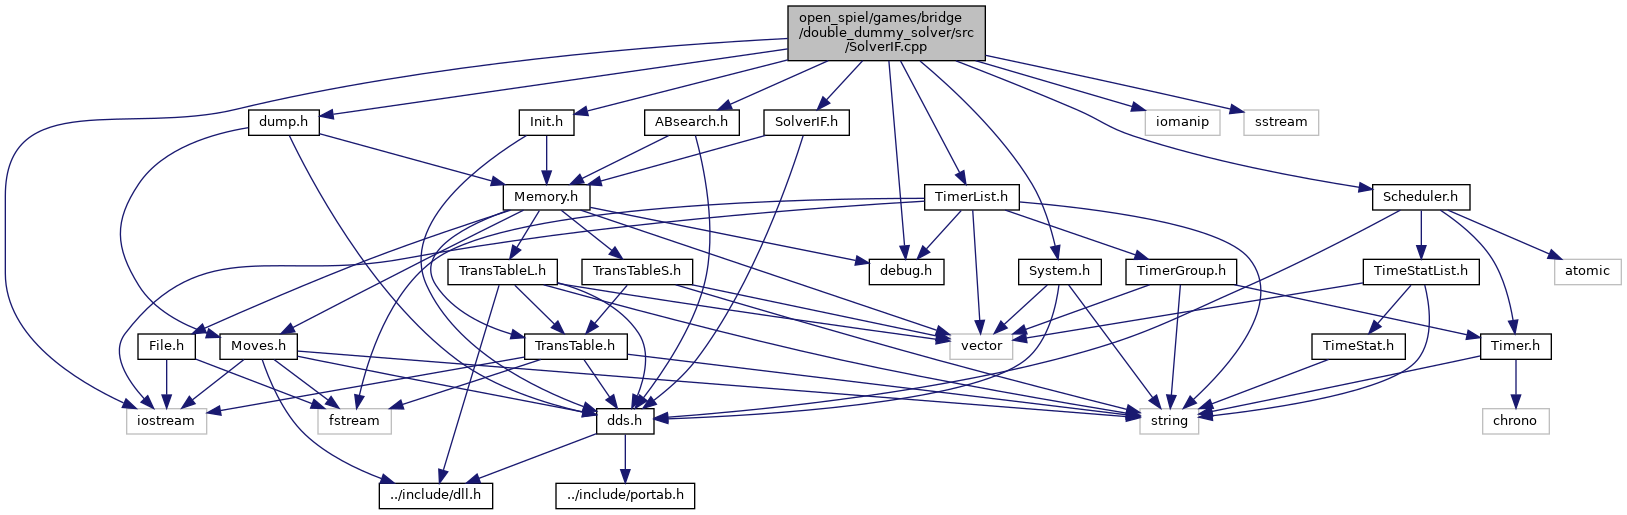 open_spiel/games/bridge
/double_dummy_solver/src
/SolverIF.cpp
dump.h
Init.h
ABsearch.h
SolverIF.h
iomanip
sstream
Memory.h
TimerList.h
Scheduler.h
TransTableL.h
TransTableS.h
debug.h
System.h
TimerGroup.h
TimeStatList.h
atomic
File.h
Moves.h
TransTable.h
vector
TimeStat.h
Timer.h
iostream
fstream
dds.h
string
chrono
../include/dll.h
../include/portab.h